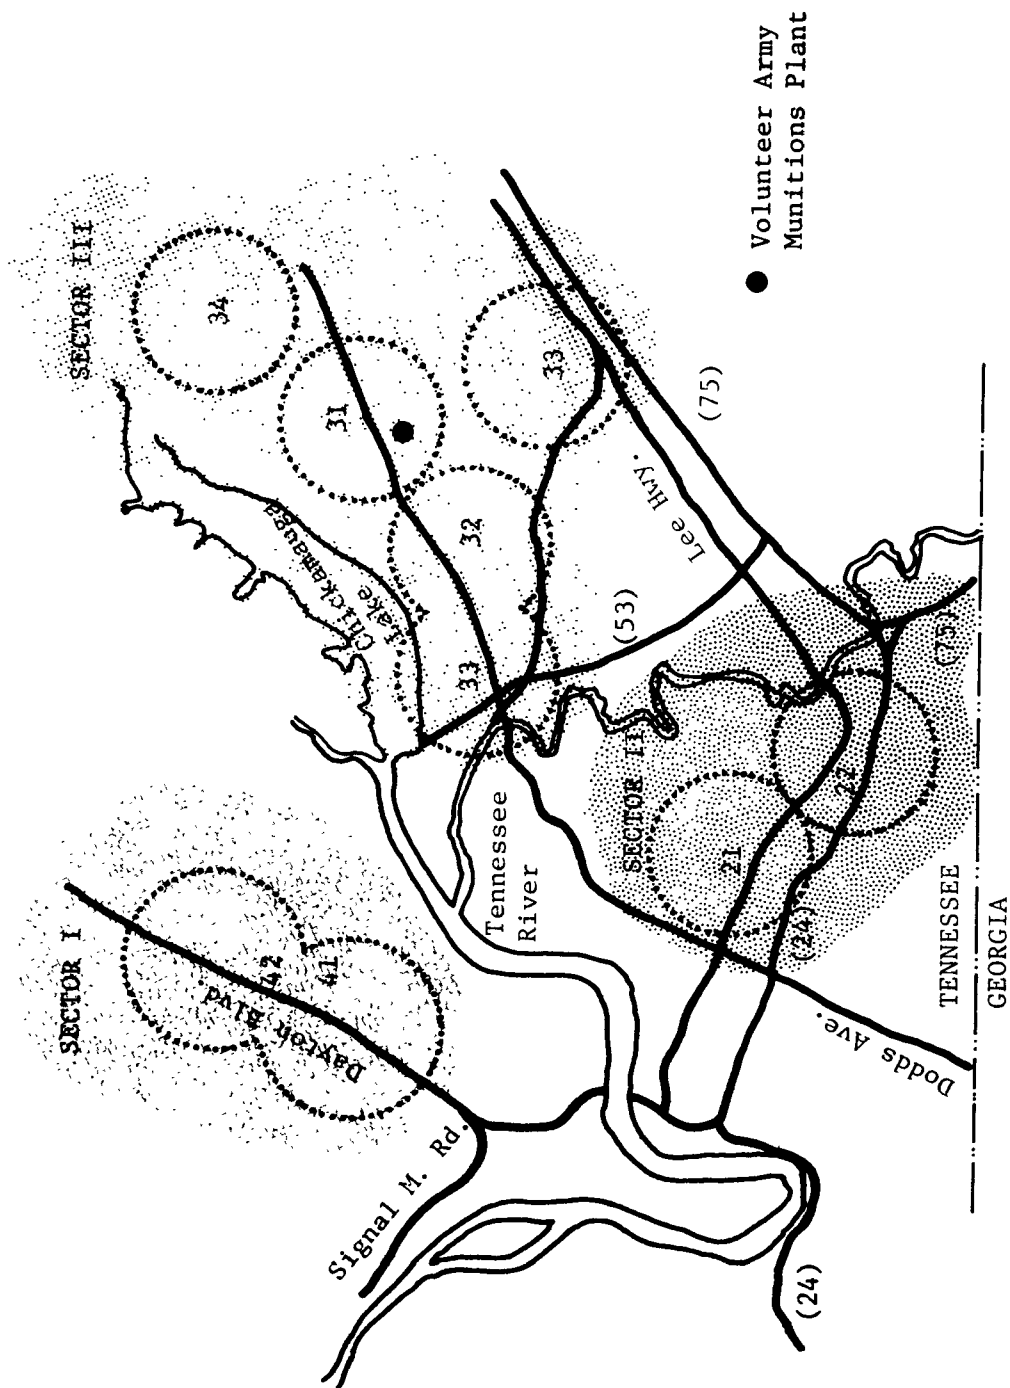 SECTOR I
Dayton Blvd.
42
41
Signal M. Rd.
(24)
Tennessee
River
Dodds Ave.
(24)
SECTOR II
21
22
(75)
(53)
Lee Hwy.
(75)
Lake
Chickamauga
33
32
31
33
34
SECTOR III
Volunteer Army
Munitions Plant
TENNESSEE
GEORGIA